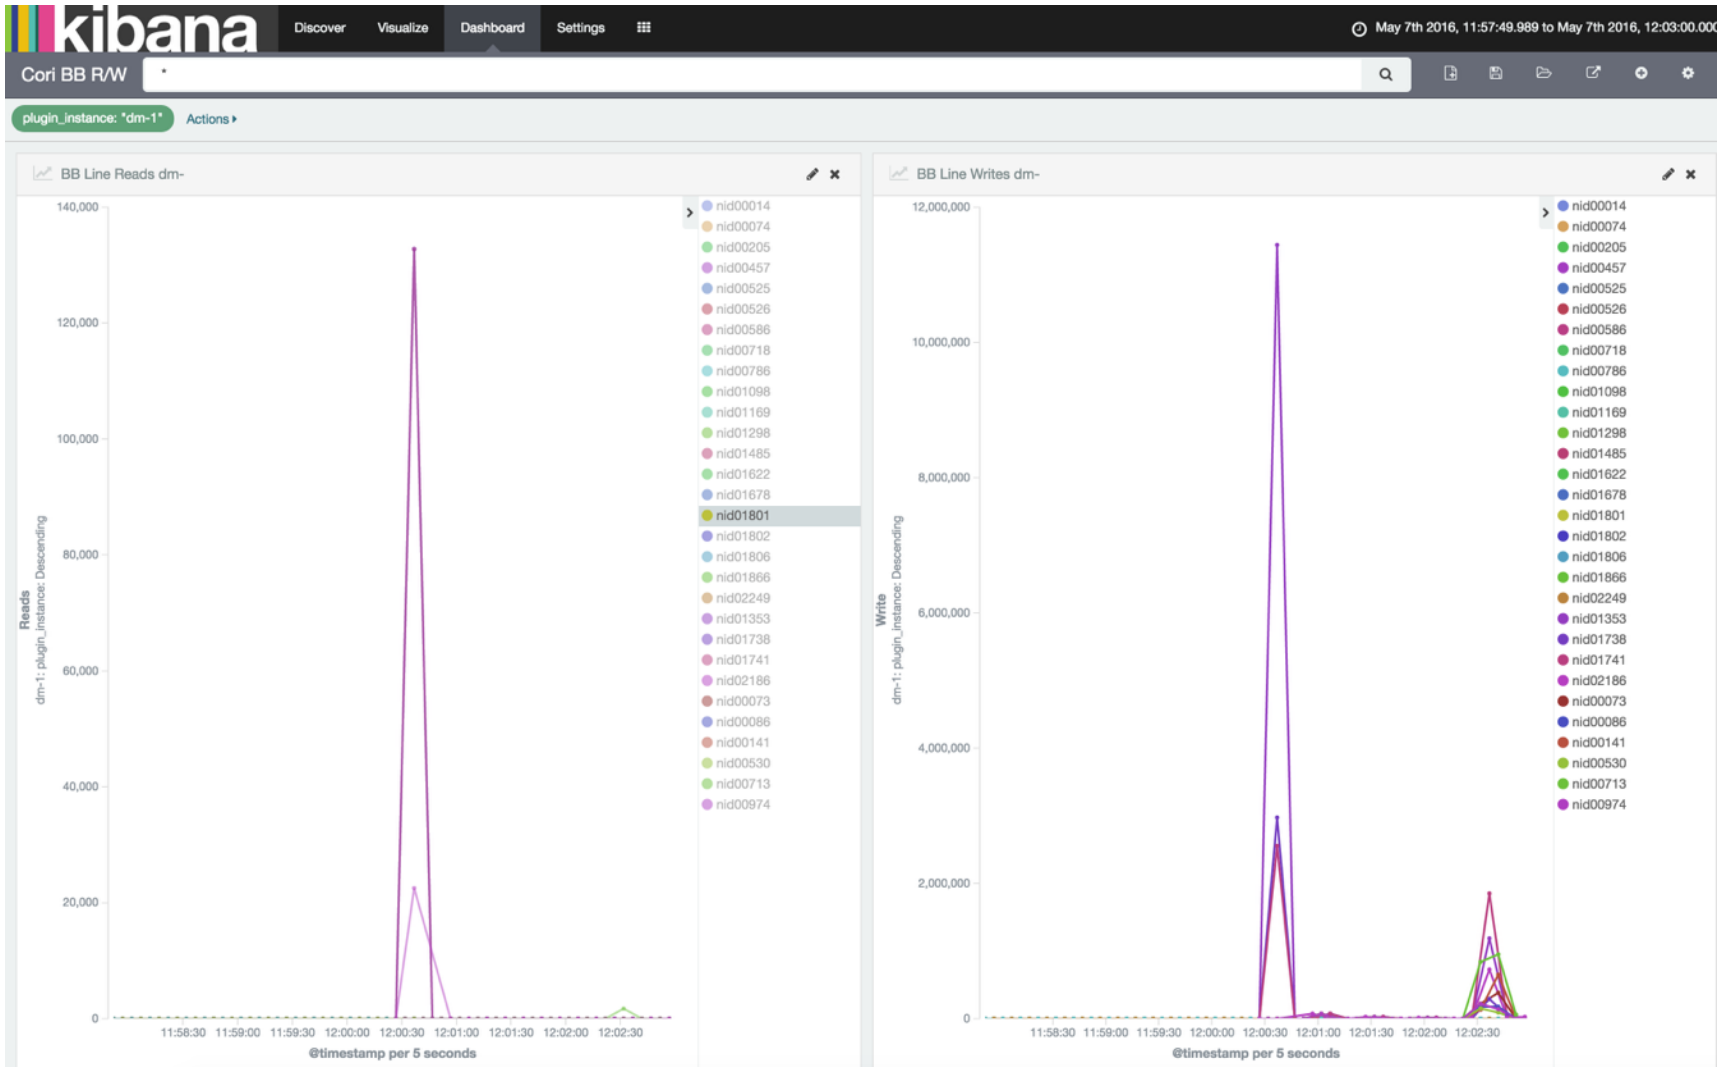 kibana Discover Visualize Dashboard Settings May 7th 2016, 11:57:49.989 to May 7th 2016, 12:03:00.000
Cori BB R/W *
plugin_instance: "dm-1" Actions
BB Line Reads dm-
140,000
120,000
100,000
80,000
60,000
40,000
20,000
0
Reads
dm-1: plugin_instance: Descending
11:58:30 11:59:00 11:59:30 12:00:00 12:00:30 12:01:00 12:01:30 12:02:00 12:02:30
@timestamp per 5 seconds
nid00014
nid00074
nid00205
nid00457
nid00525
nid00526
nid00586
nid00718
nid00786
nid01098
nid01169
nid01298
nid01485
nid01622
nid01678
nid01801
nid01802
nid01806
nid01866
nid02249
nid01353
nid01738
nid01741
nid02186
nid00073
nid00086
nid00141
nid00530
nid00713
nid00974
BB Line Writes dm-
12,000,000
10,000,000
8,000,000
6,000,000
4,000,000
2,000,000
0
Write
dm-1: plugin_instance: Descending
11:58:30 11:59:00 11:59:30 12:00:00 12:00:30 12:01:00 12:01:30 12:02:00 12:02:30
@timestamp per 5 seconds
nid00014
nid00074
nid00205
nid00457
nid00525
nid00526
nid00586
nid00718
nid00786
nid01098
nid01169
nid01298
nid01485
nid01622
nid01678
nid01801
nid01802
nid01806
nid01866
nid02249
nid01353
nid01738
nid01741
nid02186
nid00073
nid00086
nid00141
nid00530
nid00713
nid00974